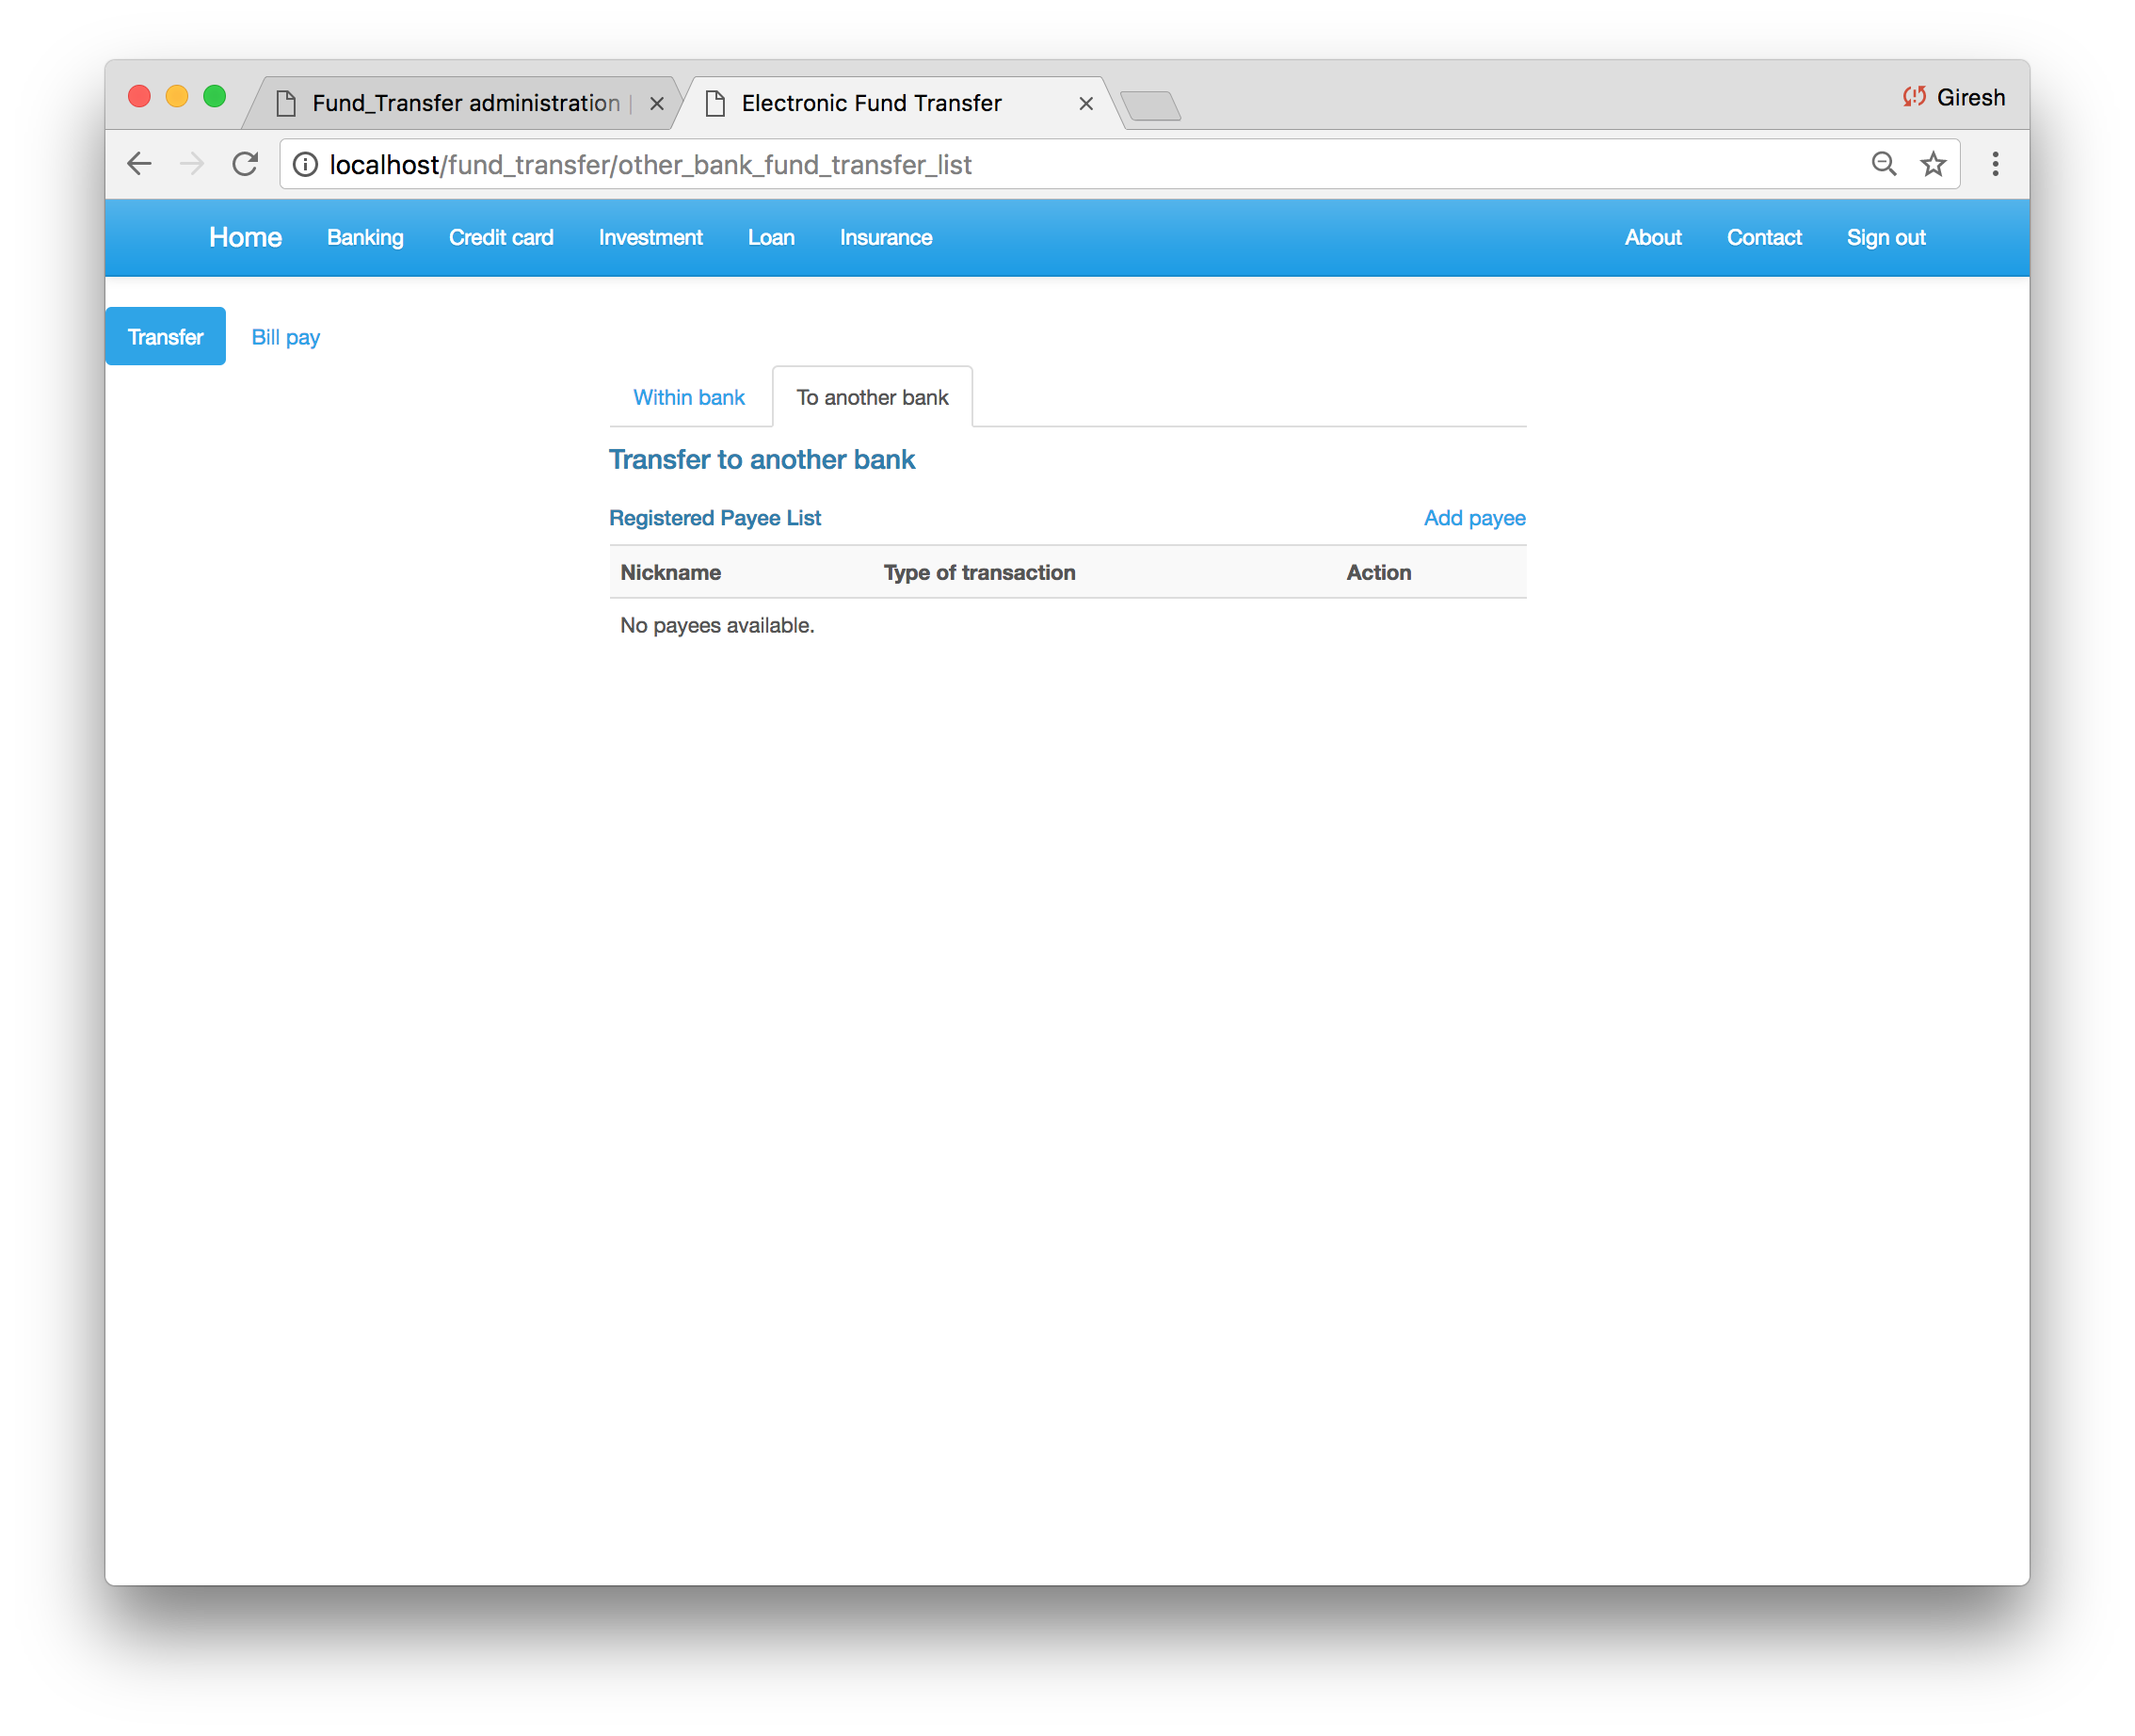 Fund_Transfer administration |
Electronic Fund Transfer
Giresh
localhost/fund_transfer/other_bank_fund_transfer_list
Home Banking Credit card Investment Loan Insurance About Contact Sign out
Transfer Bill pay
Within bank To another bank
Transfer to another bank
Registered Payee List Add payee
Nickname Type of transaction Action
No payees available.